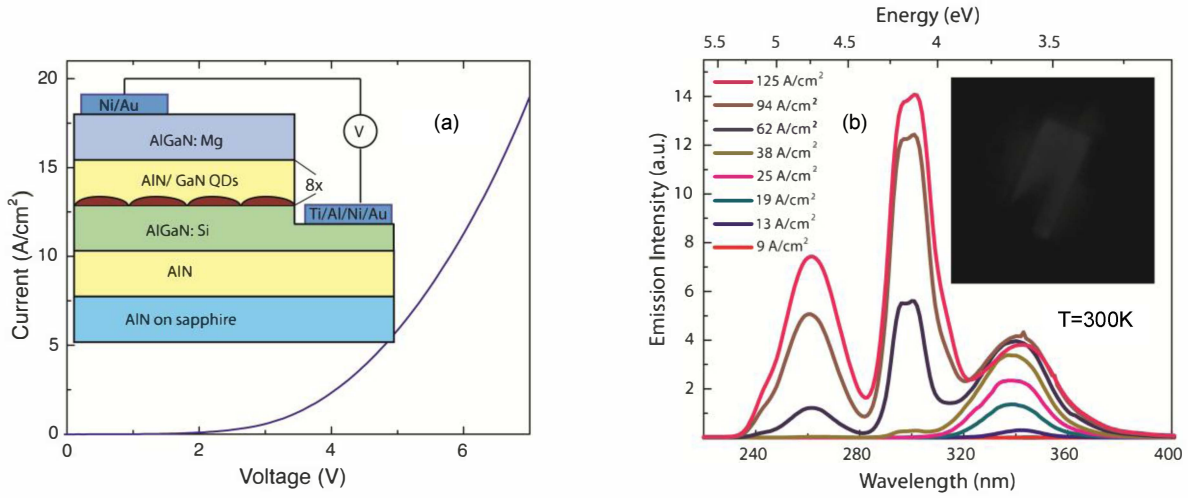 20
15
10
5
0
Current (A/cm²)
0
2
4
6
Voltage (V)
(a)
Ni/Au
V
AlGaN: Mg
AlN/ GaN QDs
8x
Ti/Al/Ni/Au
AlGaN: Si
AlN
AlN on sapphire
Energy (eV)
5.5
5
4.5
4
3.5
14
12
10
8
6
4
2
Emission Intensity (a.u.)
125 A/cm²
94 A/cm²
62 A/cm²
38 A/cm²
25 A/cm²
19 A/cm²
13 A/cm²
9 A/cm²
(b)
T=300K
240
280
320
360
400
Wavelength (nm)